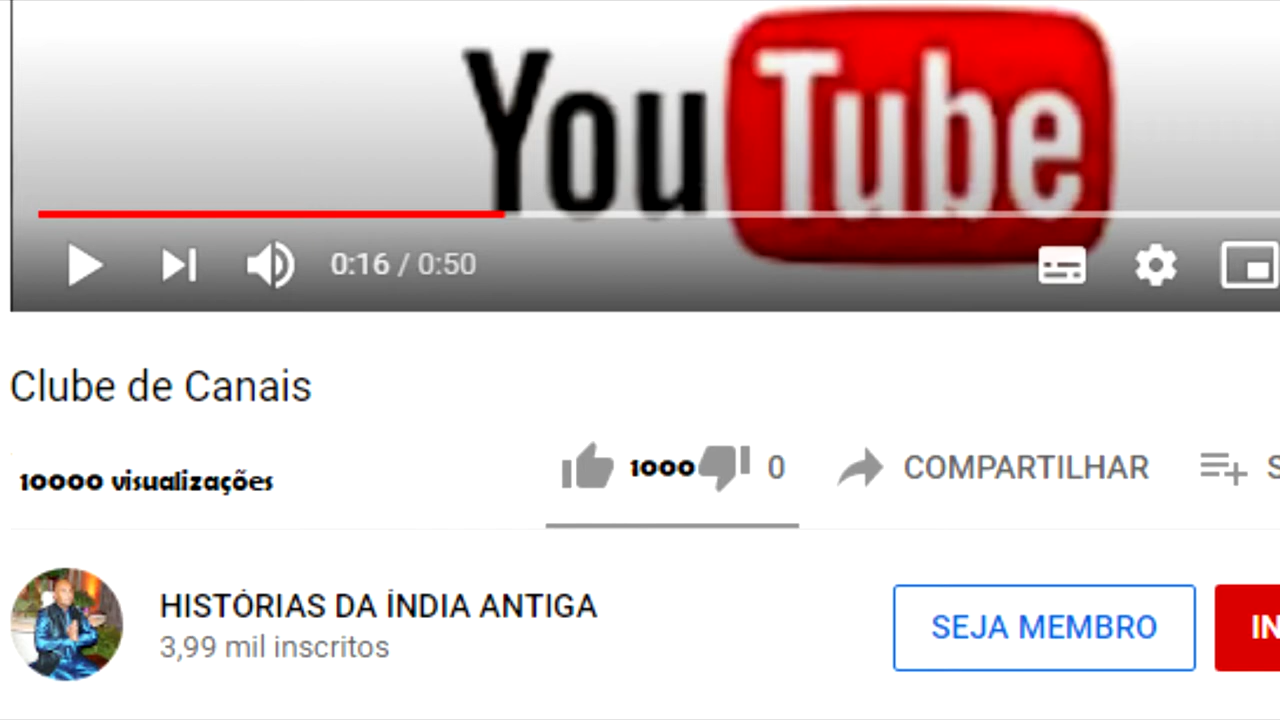 YouTube
0:16 / 0:50
Clube de Canais
10000 visualizações
1000 0 COMPARTILHAR S
HISTÓRIAS DA ÍNDIA ANTIGA
3,99 mil inscritos
SEJA MEMBRO
IN